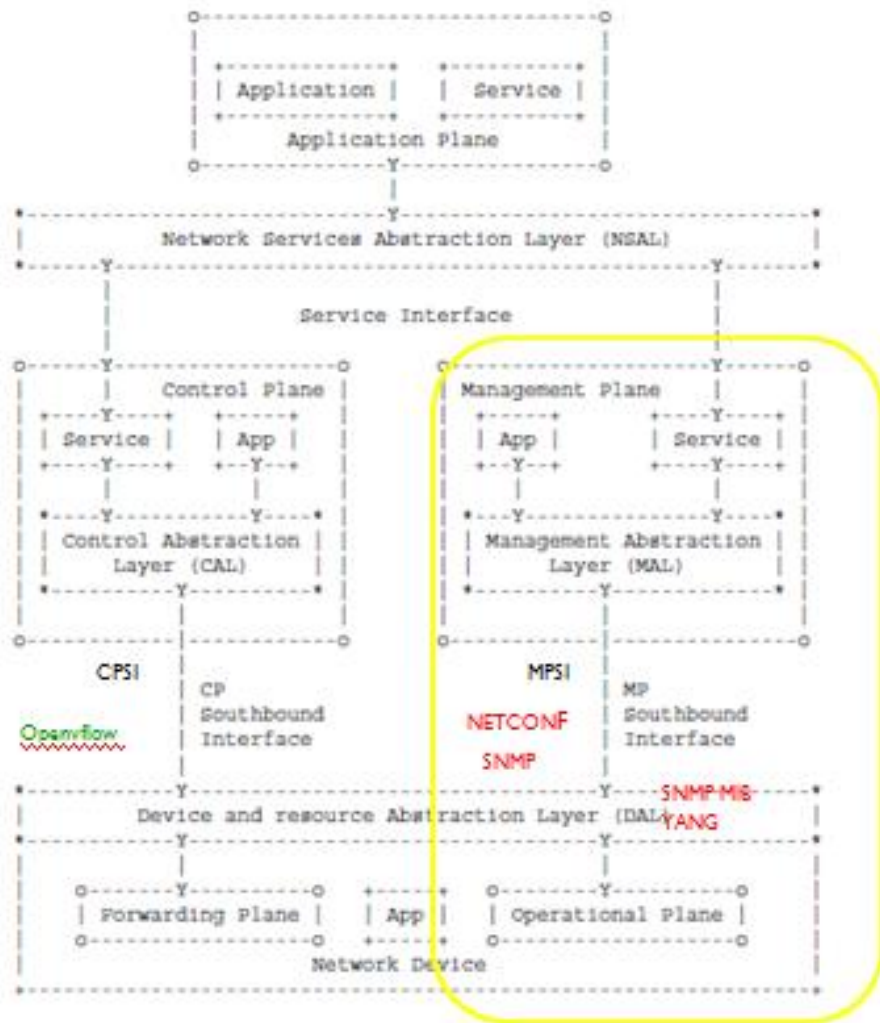 Application Service
Application Plane
Network Services Abstraction Layer (NSAL)
Service Interface
Control Plane Management Plane
Service App App Service
Control Abstraction Management Abstraction
Layer (CAL) Layer (MAL)
CPSI MPSI
CP MP
Southbound Southbound
Interface Interface
Openvflow
NETCONF
SNMP
SNMP MIB
YANG
Device and resource Abstraction Layer (DAL)
Forwarding Plane App Operational Plane
Network Device